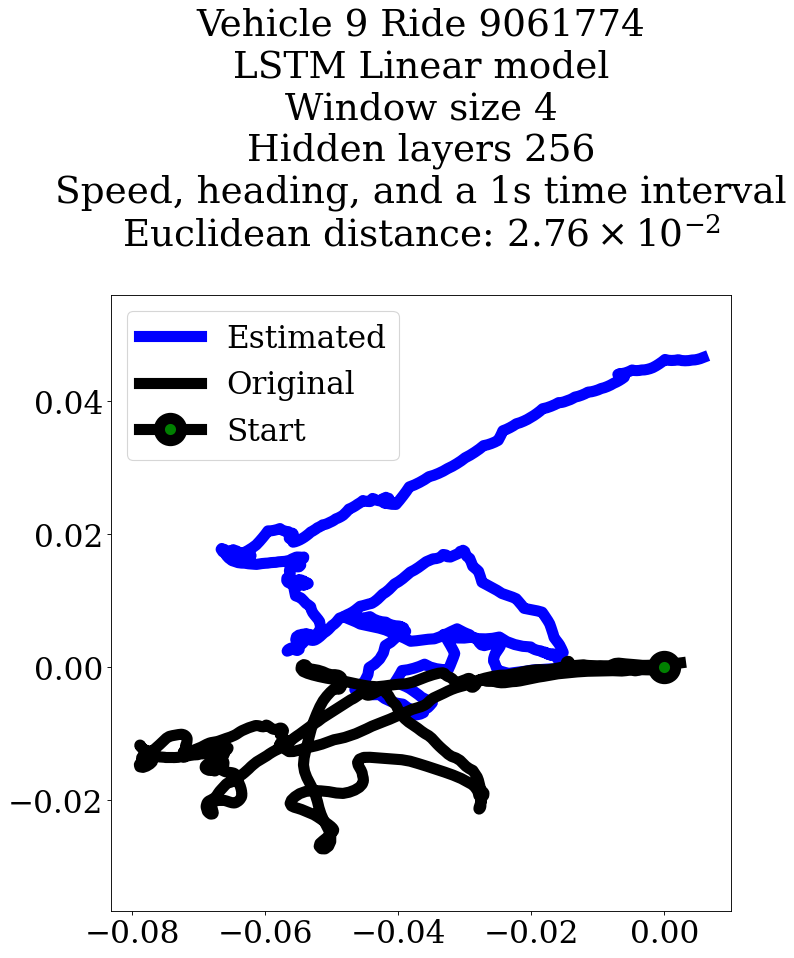 Vehicle 9 Ride 9061774
LSTM Linear model
Window size 4
Hidden layers 256
Speed, heading, and a 1s time interval
Euclidean distance: 2.76 × 10⁻²
Estimated
Original
Start
0.04
0.02
0.00
−0.02
−0.08 −0.06 −0.04 −0.02 0.00